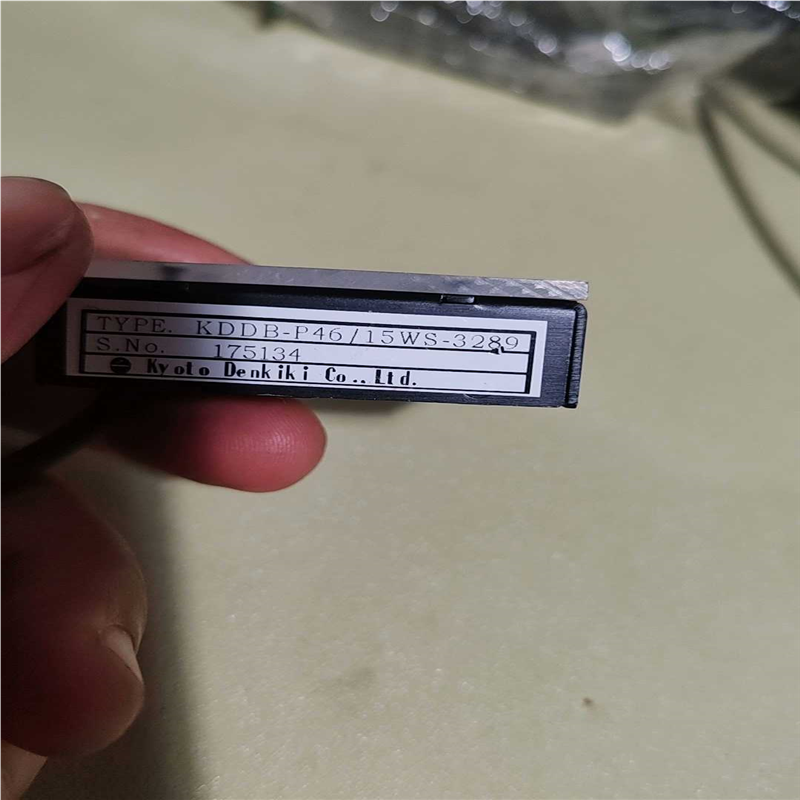 TYPE. KDDB-P46/15WS-3289
S.No. 175134
Kyoto Denkiki Co., Ltd.